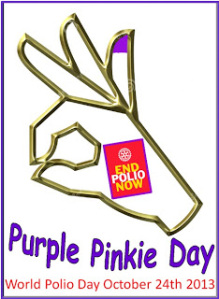 END
POLIO
NOW
Purple Pinkie Day
World Polio Day October 24th 2013